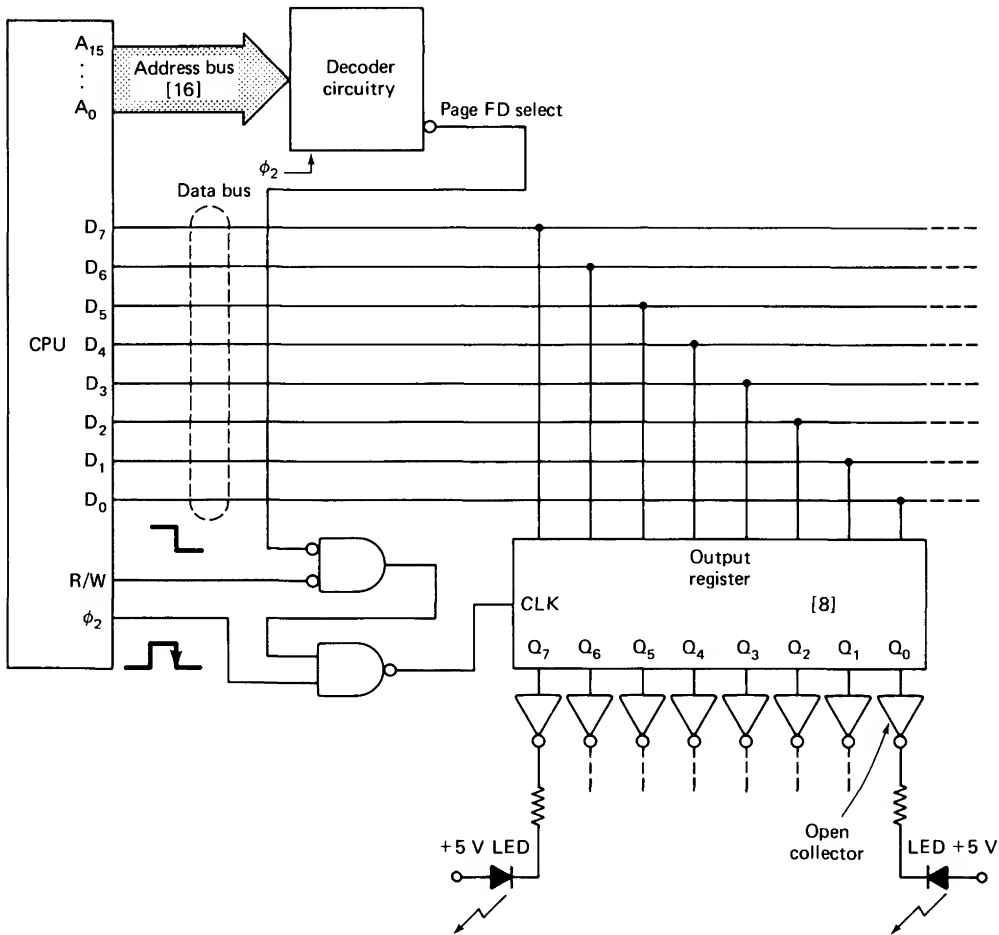 A15
Address bus
[16]
A0
Decoder
circuitry
Page FD select
ϕ2
Data bus
D7
D6
D5
CPU D4
D3
D2
D1
D0
R/W
ϕ2
Output
register
CLK [8]
Q7 Q6 Q5 Q4 Q3 Q2 Q1 Q0
Open
collector
+5 V LED
LED +5 V